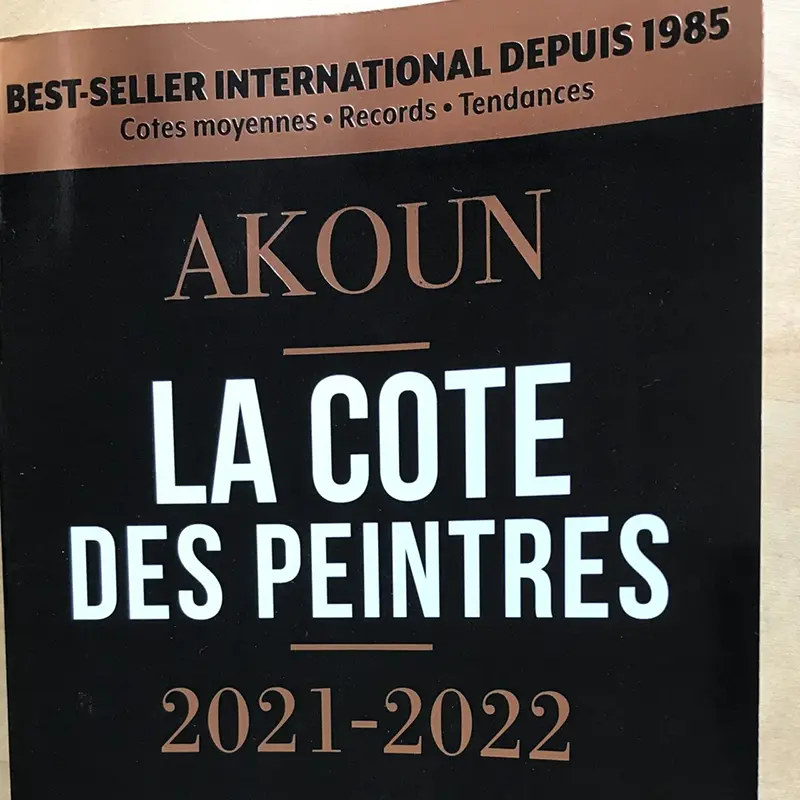 BEST-SELLER INTERNATIONAL DEPUIS 1985
Cotes moyennes • Records • Tendances
AKOUN
LA COTE
DES PEINTRES
2021-2022